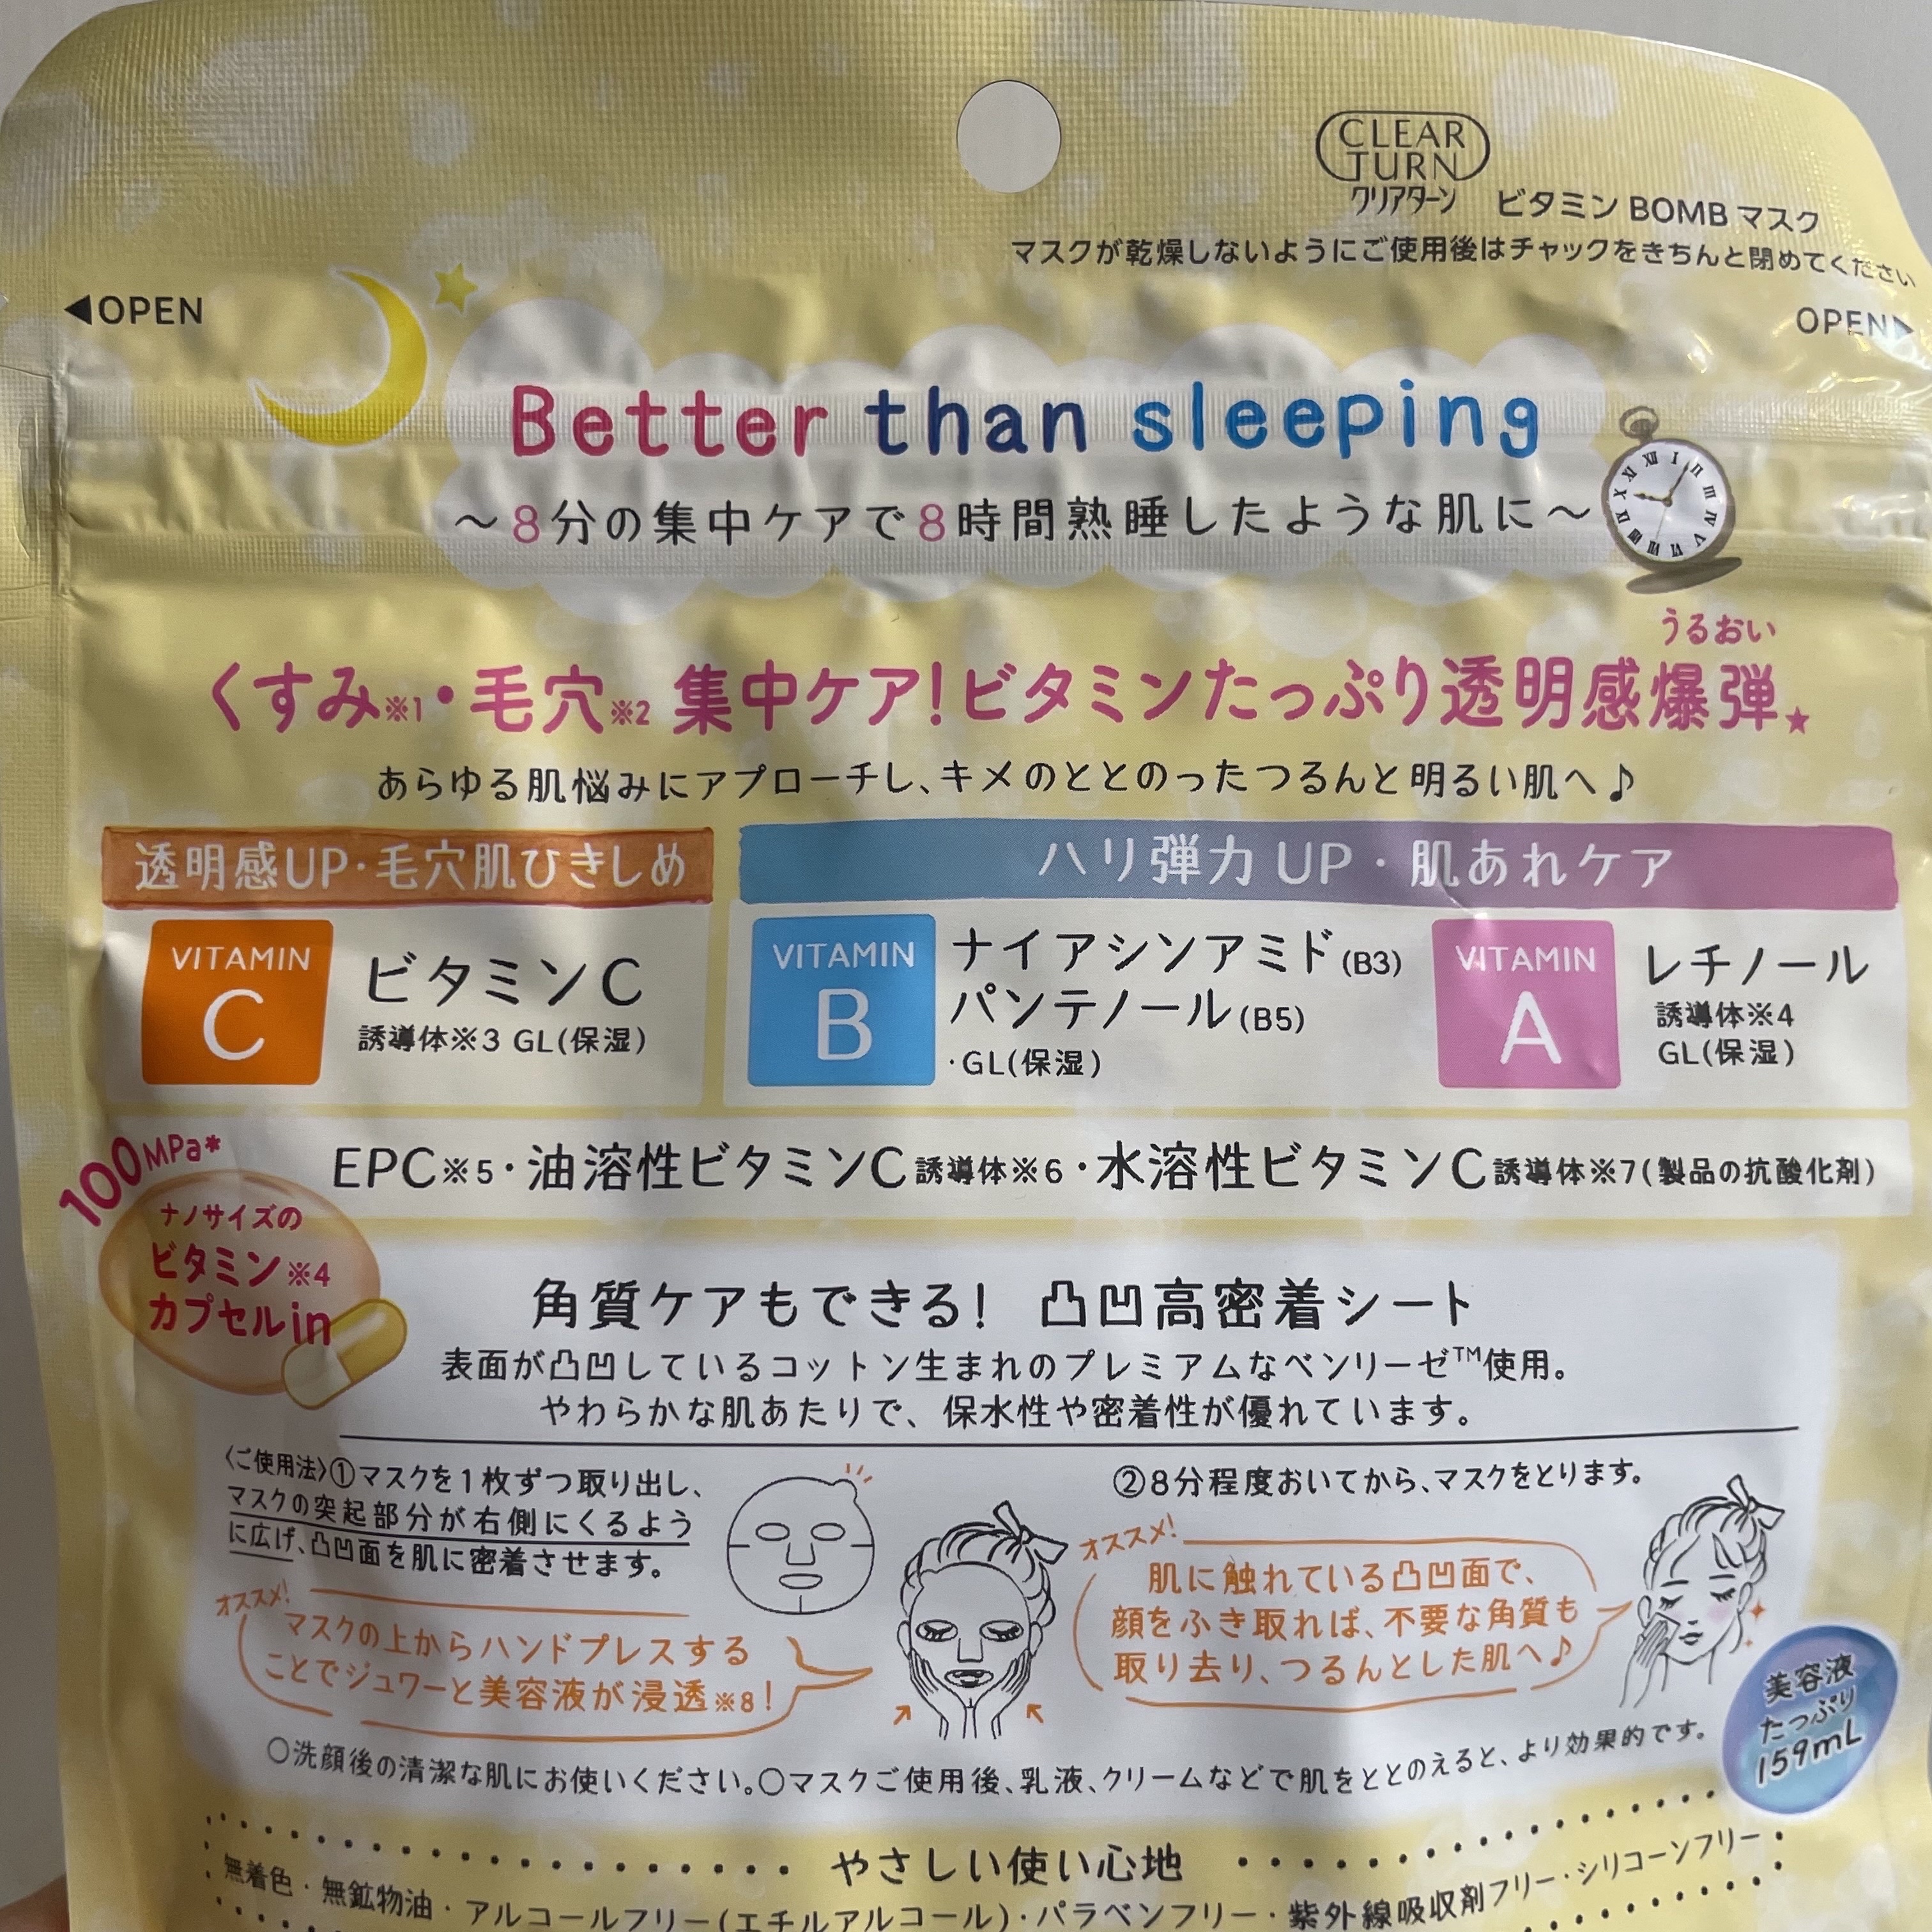 CLEAR
TURN
クリアターン ビタミン BOMB マスク
マスクが乾燥しないようにご使用後はチャックをきちんと閉めてください
◀OPEN
OPEN▶
Better than sleeping
～8分の集中ケアで8時間熟睡したような肌に～
うるおい
くすみ※1・毛穴※2 集中ケア!ビタミンたっぷり透明感爆弾★
あらゆる肌悩みにアプローチし、キメのととのったつるんと明るい肌へ♪
透明感UP・毛穴肌ひきしめ
VITAMIN
C
ビタミンC
誘導体※3 GL(保湿)
ハリ弾力 UP・肌あれケア
VITAMIN
B
ナイアシンアミド(B3)
パンテノール(B5)
・GL(保湿)
VITAMIN
A
レチノール
誘導体※4
GL(保湿)
EPC※5・油溶性ビタミンC誘導体※6・水溶性ビタミンC誘導体※7(製品の抗酸化剤)
100MPa*
ナノサイズの
ビタミン※4
カプセルin
角質ケアもできる! 凸凹高密着シート
表面が凸凹しているコットン生まれのプレミアムなベンリーゼ™使用。
やわらかな肌あたりで、保水性や密着性が優れています。
〈ご使用法〉①マスクを1枚ずつ取り出し、
マスクの突起部分が右側にくるよう
に広げ、凸凹面を肌に密着させます。
オススメ!
マスクの上からハンドプレスする
ことでジュワーと美容液が浸透※8!
②8分程度おいてから、マスクをとります。
オススメ!
肌に触れている凸凹面で、
顔をふき取れば、不要な角質も
取り去り、つるんとした肌へ♪
美容液
たっぷり
159mL
○洗顔後の清潔な肌にお使いください。○マスクご使用後、乳液、クリームなどで肌をととのえると、より効果的です。
やさしい使い心地
無着色・無鉱物油・アルコールフリー(エチルアルコール)・パラベンフリー・紫外線吸収剤フリー・シリコーンフリー